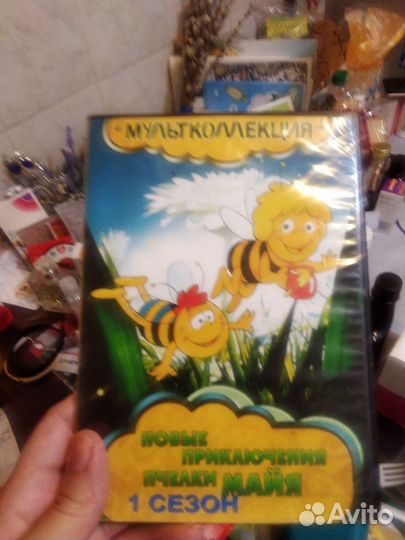 МУЛЬТКОЛЛЕКЦИЯ
НОВЫЕ
ПРИКЛЮЧЕНИЯ
ПЧЕЛКИ МАЙЯ
1 СЕЗОН
Avito